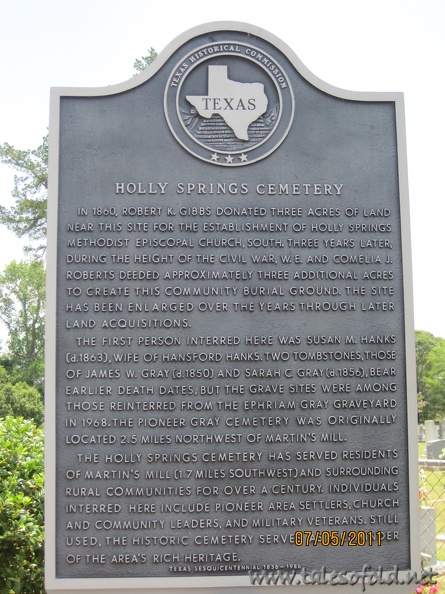 TEXAS HISTORICAL COMMISSION
TEXAS
HOLLY SPRINGS CEMETERY
IN 1860, ROBERT K. GIBBS DONATED THREE ACRES OF LAND
NEAR THIS SITE FOR THE ESTABLISHMENT OF HOLLY SPRINGS
METHODIST EPISCOPAL CHURCH, SOUTH. THREE YEARS LATER,
DURING THE HEIGHT OF THE CIVIL WAR, W. E. AND COMELIA J.
ROBERTS DEEDED APPROXIMATELY THREE ADDITIONAL ACRES
TO CREATE THIS COMMUNITY BURIAL GROUND. THE SITE
HAS BEEN ENLARGED OVER THE YEARS THROUGH LATER
LAND ACQUISITIONS.
THE FIRST PERSON INTERRED HERE WAS SUSAN M. HANKS
(d.1863), WIFE OF HANSFORD HANKS. TWO TOMBSTONES, THOSE
OF JAMES W. GRAY (d.1850), AND SARAH C. GRAY (d.1856), BEAR
EARLIER DEATH DATES, BUT THE GRAVE SITES WERE AMONG
THOSE REINTERRED FROM THE EPHRIAM GRAY GRAVEYARD
IN 1968. THE PIONEER GRAY CEMETERY WAS ORIGINALLY
LOCATED 2.5 MILES NORTHWEST OF MARTIN'S MILL.
THE HOLLY SPRINGS CEMETERY HAS SERVED RESIDENTS
OF MARTIN'S MILL (1.7 MILES SOUTHWEST) AND SURROUNDING
RURAL COMMUNITIES FOR OVER A CENTURY. INDIVIDUALS
INTERRED HERE INCLUDE PIONEER AREA SETTLERS, CHURCH
AND COMMUNITY LEADERS, AND MILITARY VETERANS. STILL
USED, THE HISTORIC CEMETERY SERVE
07/05/2011
OF THE AREA'S RICH HERITAGE.
TEXAS SESQUICENTENNIAL 1836-1986
www.talesofold.net